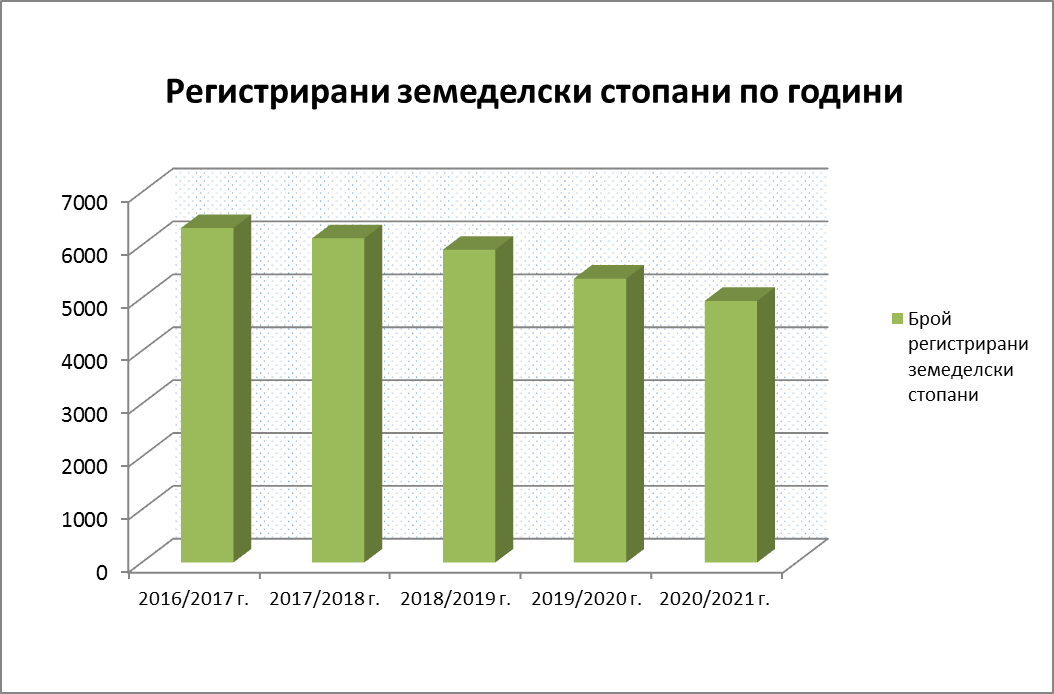 Регистрирани земеделски стопани по години
7000
6000
5000
4000
3000
2000
1000
0
2016/2017 г.
2017/2018 г.
2018/2019 г.
2019/2020 г.
2020/2021 г.
Брой
регистрирани
земеделски
стопани